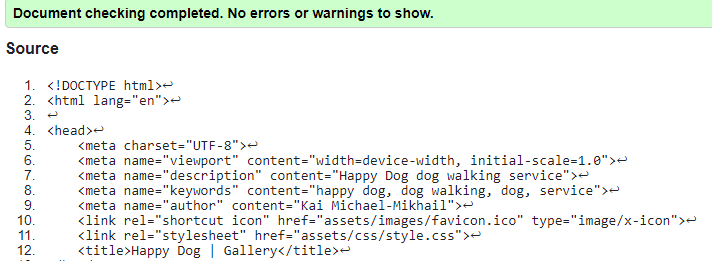 Document checking completed. No errors or warnings to show.
Source
1. <!DOCTYPE html>↩
2. <html lang="en">↩
3. ↩
4. <head>↩
5. <meta charset="UTF-8">↩
6. <meta name="viewport" content="width=device-width, initial-scale=1.0">↩
7. <meta name="description" content="Happy Dog dog walking service">↩
8. <meta name="keywords" content="happy dog, dog walking, dog, service">↩
9. <meta name="author" content="Kai Michael-Mikhail">↩
10. <link rel="shortcut icon" href="assets/images/favicon.ico" type="image/x-icon">↩
11. <link rel="stylesheet" href="assets/css/style.css">↩
12. <title>Happy Dog | Gallery</title>↩